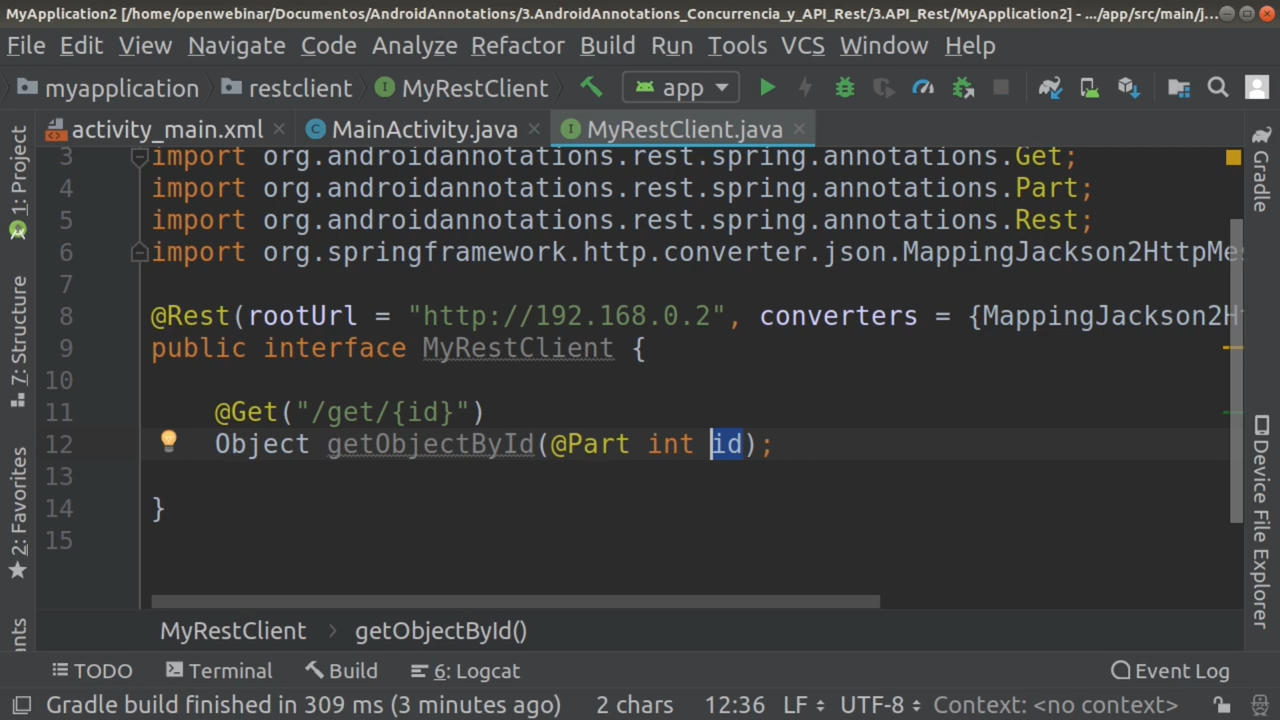 MyApplication2 [/home/openwebinar/Documentos/AndroidAnnotations/3.AndroidAnnotations_Concurrencia_y_API_Rest/3.API_Rest/MyApplication2] - .../app/src/main/j...
File Edit View Navigate Code Analyze Refactor Build Run Tools VCS Window Help
myapplication restclient MyRestClient app
activity_main.xml MainActivity.java MyRestClient.java
1: Project
7: Structure
2: Favorites
3 import org.androidannotations.rest.spring.annotations.Get;
4 import org.androidannotations.rest.spring.annotations.Part;
5 import org.androidannotations.rest.spring.annotations.Rest;
6 import org.springframework.http.converter.json.MappingJackson2HttpMes
7
8 @Rest(rootUrl = "http://192.168.0.2", converters = {MappingJackson2H
9 public interface MyRestClient {
10
11 @Get("/get/{id}")
12 Object getObjectById(@Part int id);
13
14 }
15
Gradle
Device File Explorer
MyRestClient getObjectById()
TODO Terminal Build 6: Logcat Event Log
Gradle build finished in 309 ms (3 minutes ago) 2 chars 12:36 LF UTF-8 Context: <no context>